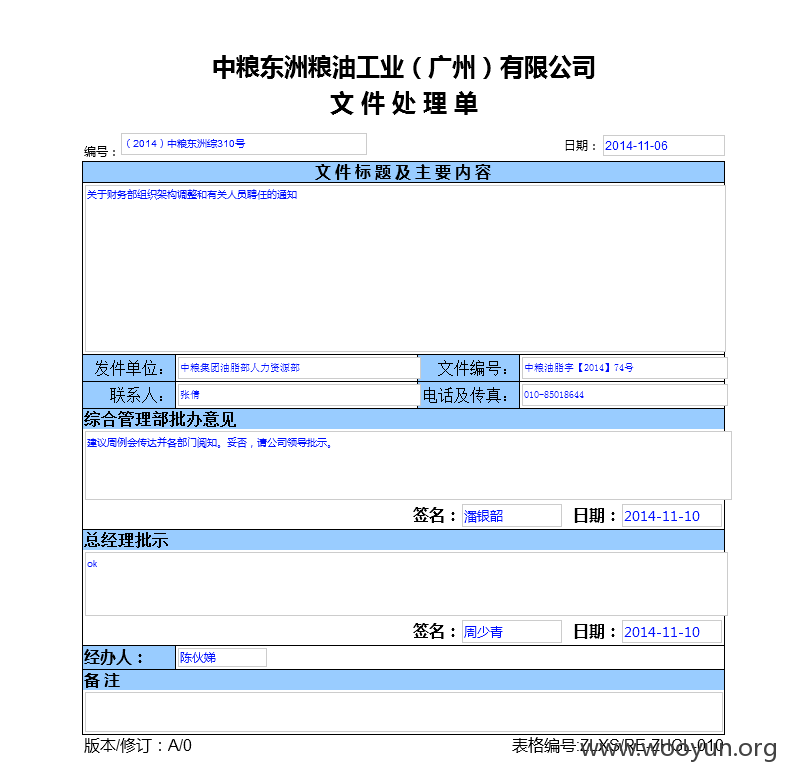 中粮东洲粮油工业（广州）有限公司
文件处理单
编号： （2014）中粮东洲综310号 日期： 2014-11-06
文件标题及主要内容
关于财务部组织架构调整和有关人员聘任的通知
发件单位： 中粮集团油脂部人力资源部 文件编号： 中粮油脂字【2014】74号
联系人： 张倩 电话及传真： 010-85018644
综合管理部批办意见
建议周例会传达并各部门阅知。妥否，请公司领导批示。
签名： 潘银韶 日期： 2014-11-10
总经理批示
ok
签名： 周少青 日期： 2014-11-10
经办人： 陈伙娣
备注
版本/修订：A/0 表格编号:ZLXS/RE-ZHGL-010
www.wooyun.org